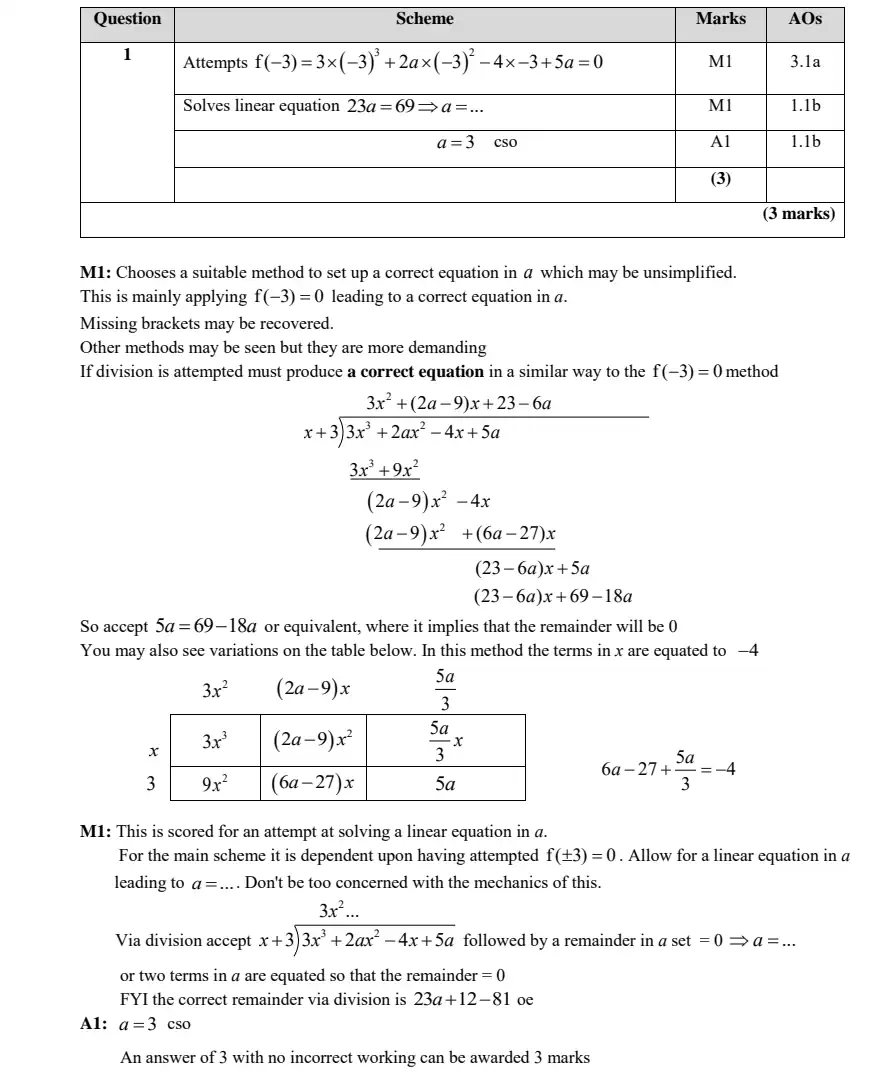 Question Scheme Marks AOs
1 Attempts f(−3) = 3×(−3)³ + 2a×(−3)² − 4×−3 + 5a = 0 M1 3.1a
Solves linear equation 23a = 69 ⇒ a = ... M1 1.1b
a = 3 cso A1 1.1b
(3)
(3 marks)
M1: Chooses a suitable method to set up a correct equation in a which may be unsimplified.
This is mainly applying f(−3) = 0 leading to a correct equation in a.
Missing brackets may be recovered.
Other methods may be seen but they are more demanding
If division is attempted must produce a correct equation in a similar way to the f(−3) = 0 method
3x² + (2a − 9)x + 23 − 6a
x + 3)3x³ + 2ax² − 4x + 5a
3x³ + 9x²
(2a − 9)x² − 4x
(2a − 9)x² + (6a − 27)x
(23 − 6a)x + 5a
(23 − 6a)x + 69 − 18a
So accept 5a = 69 − 18a or equivalent, where it implies that the remainder will be 0
You may also see variations on the table below. In this method the terms in x are equated to −4
3x² (2a − 9)x 5a/3
x 3x³ (2a − 9)x² 5a/3 x
3 9x² (6a − 27)x 5a
6a − 27 + 5a/3 = −4
M1: This is scored for an attempt at solving a linear equation in a.
For the main scheme it is dependent upon having attempted f(±3) = 0. Allow for a linear equation in a
leading to a = .... Don't be too concerned with the mechanics of this.
3x²...
Via division accept x + 3)3x³ + 2ax² − 4x + 5a followed by a remainder in a set = 0 ⇒ a = ...
or two terms in a are equated so that the remainder = 0
FYI the correct remainder via division is 23a + 12 − 81 oe
A1: a = 3 cso
An answer of 3 with no incorrect working can be awarded 3 marks